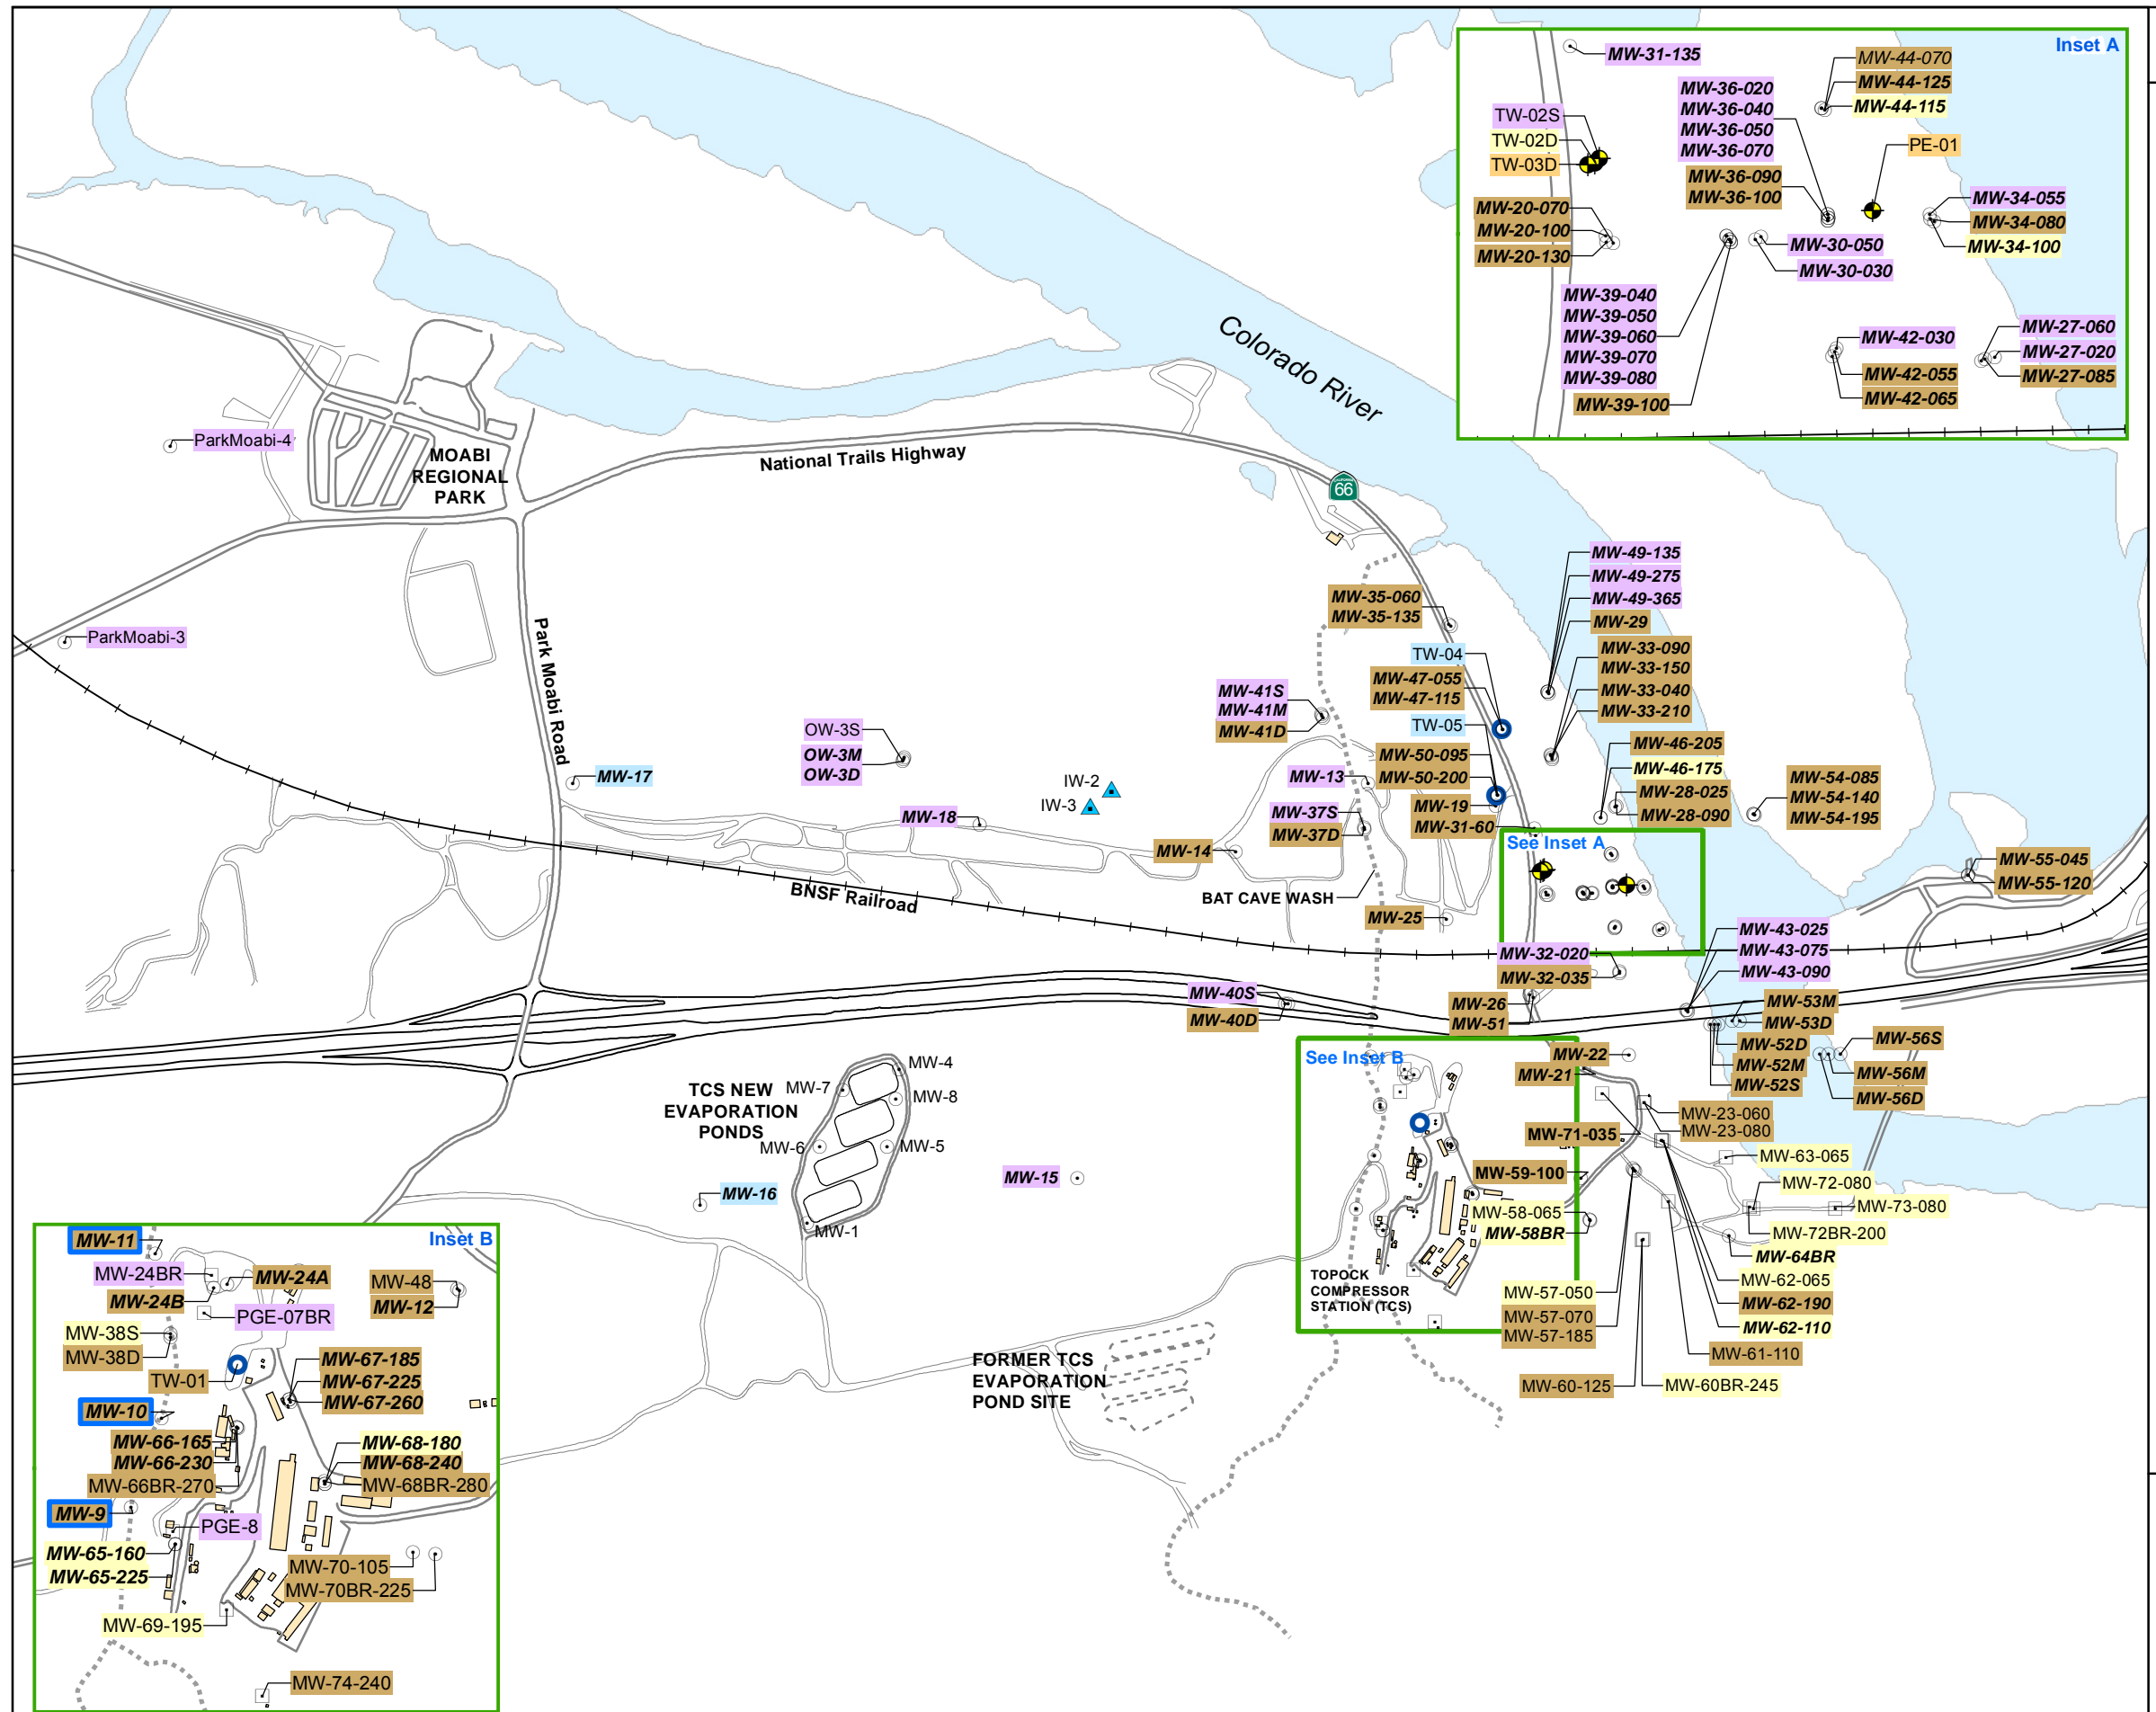 Inset A
MW-31-135
MW-44-070
MW-44-125
MW-44-115
MW-36-020
MW-36-040
MW-36-050
MW-36-070
TW-02S
TW-02D
TW-03D
PE-01
MW-36-090
MW-36-100
MW-34-055
MW-34-080
MW-34-100
MW-20-070
MW-20-100
MW-20-130
MW-30-050
MW-30-030
MW-39-040
MW-39-050
MW-39-060
MW-39-070
MW-39-080
MW-39-100
MW-42-030
MW-42-055
MW-42-065
MW-27-060
MW-27-020
MW-27-085
Colorado River
ParkMoabi-4
MOABI
REGIONAL
PARK
National Trails Highway
CALIFORNIA
66
ParkMoabi-3
Park Moabi Road
MW-49-135
MW-49-275
MW-49-365
MW-29
MW-33-090
MW-33-150
MW-33-040
MW-33-210
MW-35-060
MW-35-135
TW-04
MW-47-055
MW-47-115
TW-05
MW-50-095
MW-50-200
MW-19
MW-31-60
MW-41S
MW-41M
MW-41D
MW-13
MW-37S
MW-37D
OW-3S
OW-3M
OW-3D
MW-17
IW-2
IW-3
MW-18
MW-14
MW-46-205
MW-46-175
MW-28-025
MW-28-090
MW-54-085
MW-54-140
MW-54-195
See Inset A
MW-55-045
MW-55-120
BNSF Railroad
BAT CAVE WASH
MW-25
MW-32-020
MW-32-035
MW-43-025
MW-43-075
MW-43-090
MW-40S
MW-40D
MW-26
MW-51
MW-53M
MW-53D
MW-52D
MW-52M
MW-52S
MW-56S
MW-56M
MW-56D
See Inset B
MW-22
MW-21
TCS NEW
EVAPORATION
PONDS
MW-4
MW-7
MW-8
MW-6
MW-5
MW-1
MW-16
MW-15
MW-23-060
MW-23-080
MW-71-035
MW-63-065
MW-59-100
MW-72-080
MW-73-080
MW-58-065
MW-58BR
MW-72BR-200
MW-64BR
MW-62-065
MW-62-190
MW-62-110
TOPOCK
COMPRESSOR
STATION (TCS)
MW-57-050
MW-57-070
MW-57-185
MW-61-110
MW-60-125
MW-60BR-245
FORMER TCS
EVAPORATION
POND SITE
Inset B
MW-11
MW-24BR
MW-24A
MW-24B
MW-48
MW-12
PGE-07BR
MW-38S
MW-38D
TW-01
MW-67-185
MW-67-225
MW-67-260
MW-10
MW-66-165
MW-66-230
MW-66BR-270
MW-68-180
MW-68-240
MW-68BR-280
MW-9
PGE-8
MW-65-160
MW-65-225
MW-70-105
MW-70BR-225
MW-69-195
MW-74-240